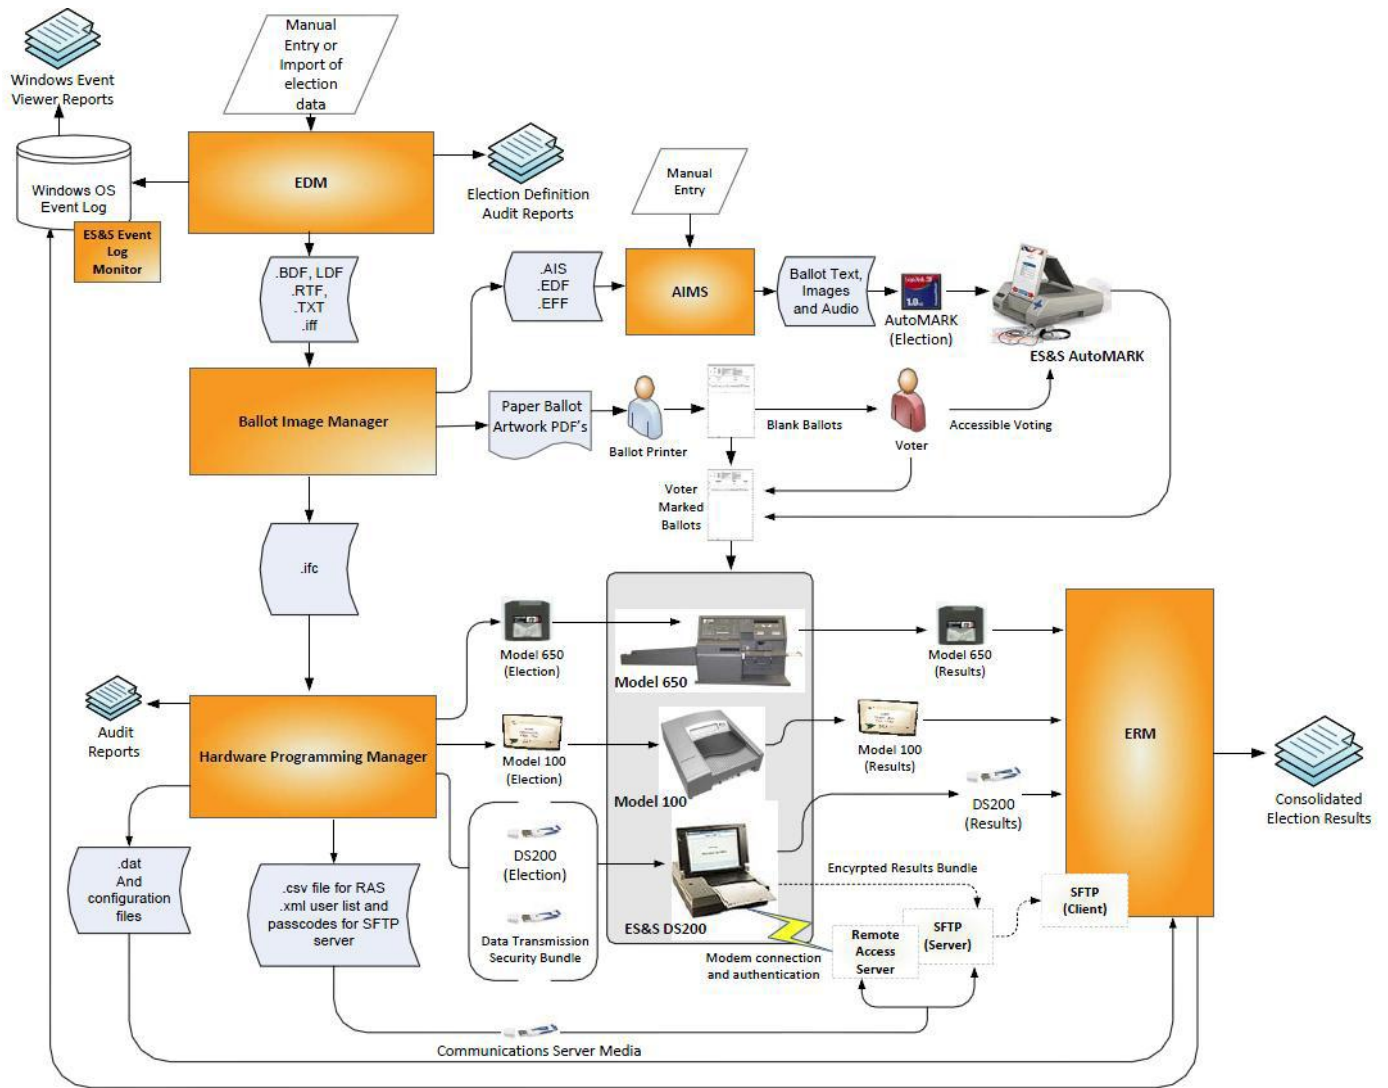 Manual
Entry or
Import of
election
data
Windows Event
Viewer Reports
EDM
Windows OS
Event Log
ES&S Event
Log
Monitor
Election Definition
Audit Reports
Manual
Entry
.BDF, LDF
.RTF,
.TXT
.iff
.AIS
.EDF
.EFF
AIMS
Ballot Text,
Images
and Audio
AutoMARK
(Election)
ES&S AutoMARK
Ballot Image Manager
Paper Ballot
Artwork PDF's
Ballot Printer
Blank Ballots
Voter
Accessible Voting
Voter
Marked
Ballots
.ifc
Model 650
(Election)
Model 650
Model 650
(Results)
Audit
Reports
Hardware Programming Manager
Model 100
(Election)
Model 100
Model 100
(Results)
ERM
DS200
(Results)
Consolidated
Election Results
.dat
And
configuration
files
.csv file for RAS
.xml user list and
passcodes for SFTP
server
DS200
(Election)
Data Transmission
Security Bundle
ES&S DS200
Encyrpted Results Bundle
SFTP
(Client)
SFTP
(Server)
Remote
Access
Server
Modem connection
and authentication
Communications Server Media